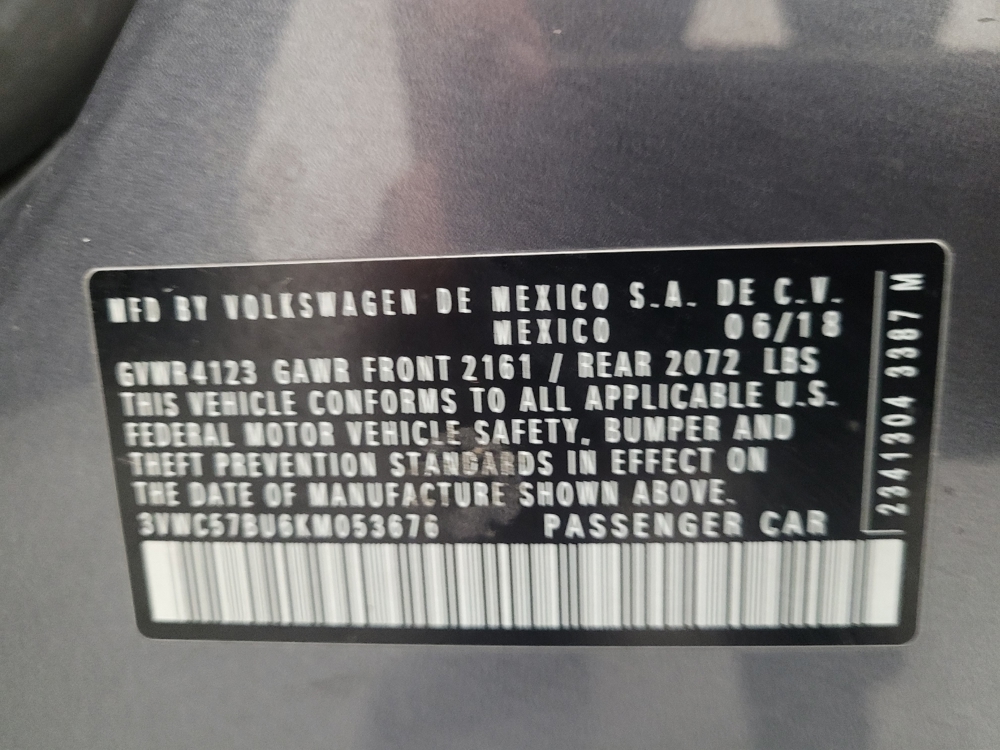 MFD BY VOLKSWAGEN DE MEXICO S.A. DE C.V.
MEXICO 06/18
GVWR4123 GAWR FRONT 2161 / REAR 2072 LBS
THIS VEHICLE CONFORMS TO ALL APPLICABLE U.S.
FEDERAL MOTOR VEHICLE SAFETY, BUMPER AND
THEFT PREVENTION STANDARDS IN EFFECT ON
THE DATE OF MANUFACTURE SHOWN ABOVE.
3VWC57BU6KM053676 PASSENGER CAR
2341304 3387 M